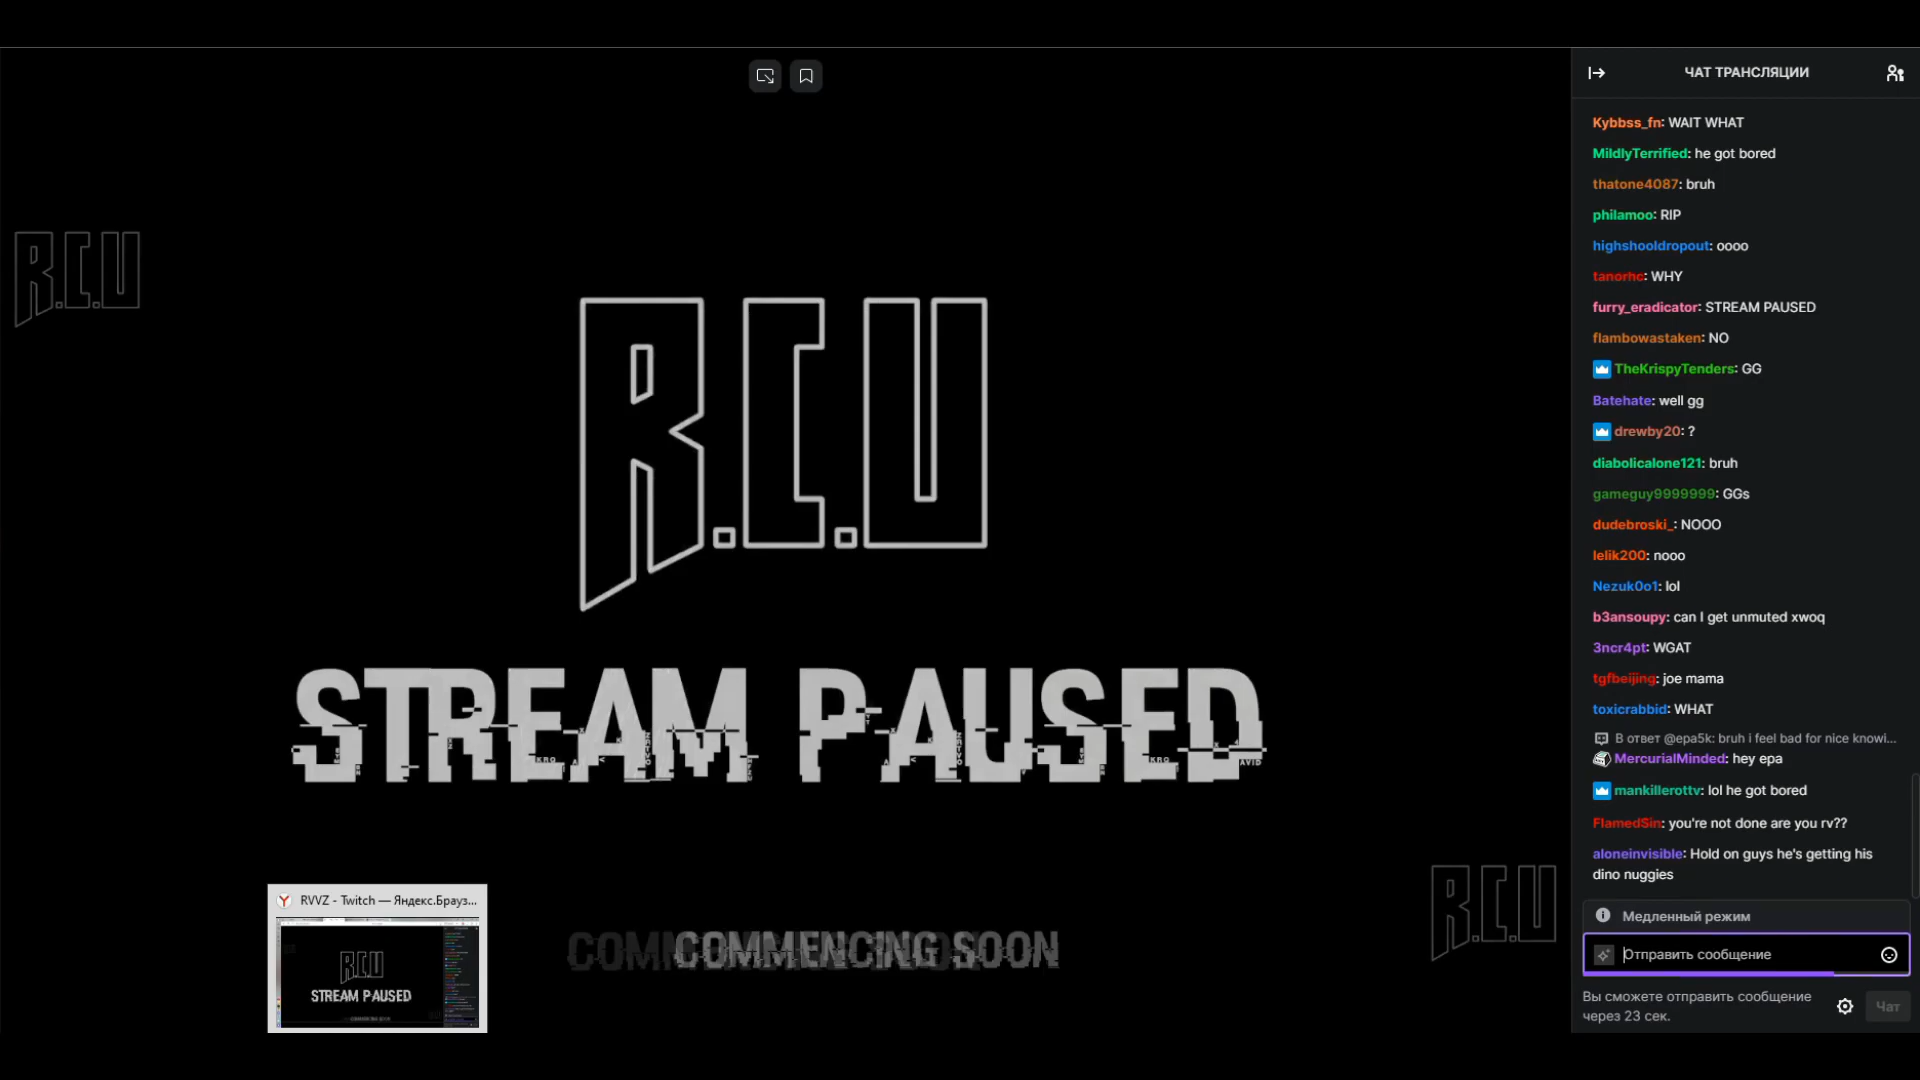 R.C.U
R.C.U
STREAM PAUSED
COMMENCING SOON
R.C.U
RVVZ - Twitch — Яндекс.Брауз...
R.C.U
STREAM PAUSED
ЧАТ ТРАНСЛЯЦИИ
Kybbss_fn: WAIT WHAT
MildlyTerrified: he got bored
thatone4087: bruh
philamoo: RIP
highshooldropout: oooo
tanorhc: WHY
furry_eradicator: STREAM PAUSED
flambowastaken: NO
TheKrispyTenders: GG
Batehate: well gg
drewby20: ?
diabolicalone121: bruh
gameguy9999999: GGs
dudebroski_: NOOO
lelik200: nooo
Nezuk0o1: lol
b3ansoupy: can I get unmuted xwoq
3ncr4pt: WGAT
tgfbeijing: joe mama
toxicrabbid: WHAT
В ответ @epa5k: bruh i feel bad for nice knowi...
MercurialMinded: hey epa
mankillerottv: lol he got bored
FlamedSin: you're not done are you rv??
aloneinvisible: Hold on guys he's getting his
dino nuggies
Медленный режим
Отправить сообщение
Вы сможете отправить сообщение
через 23 сек.
Чат